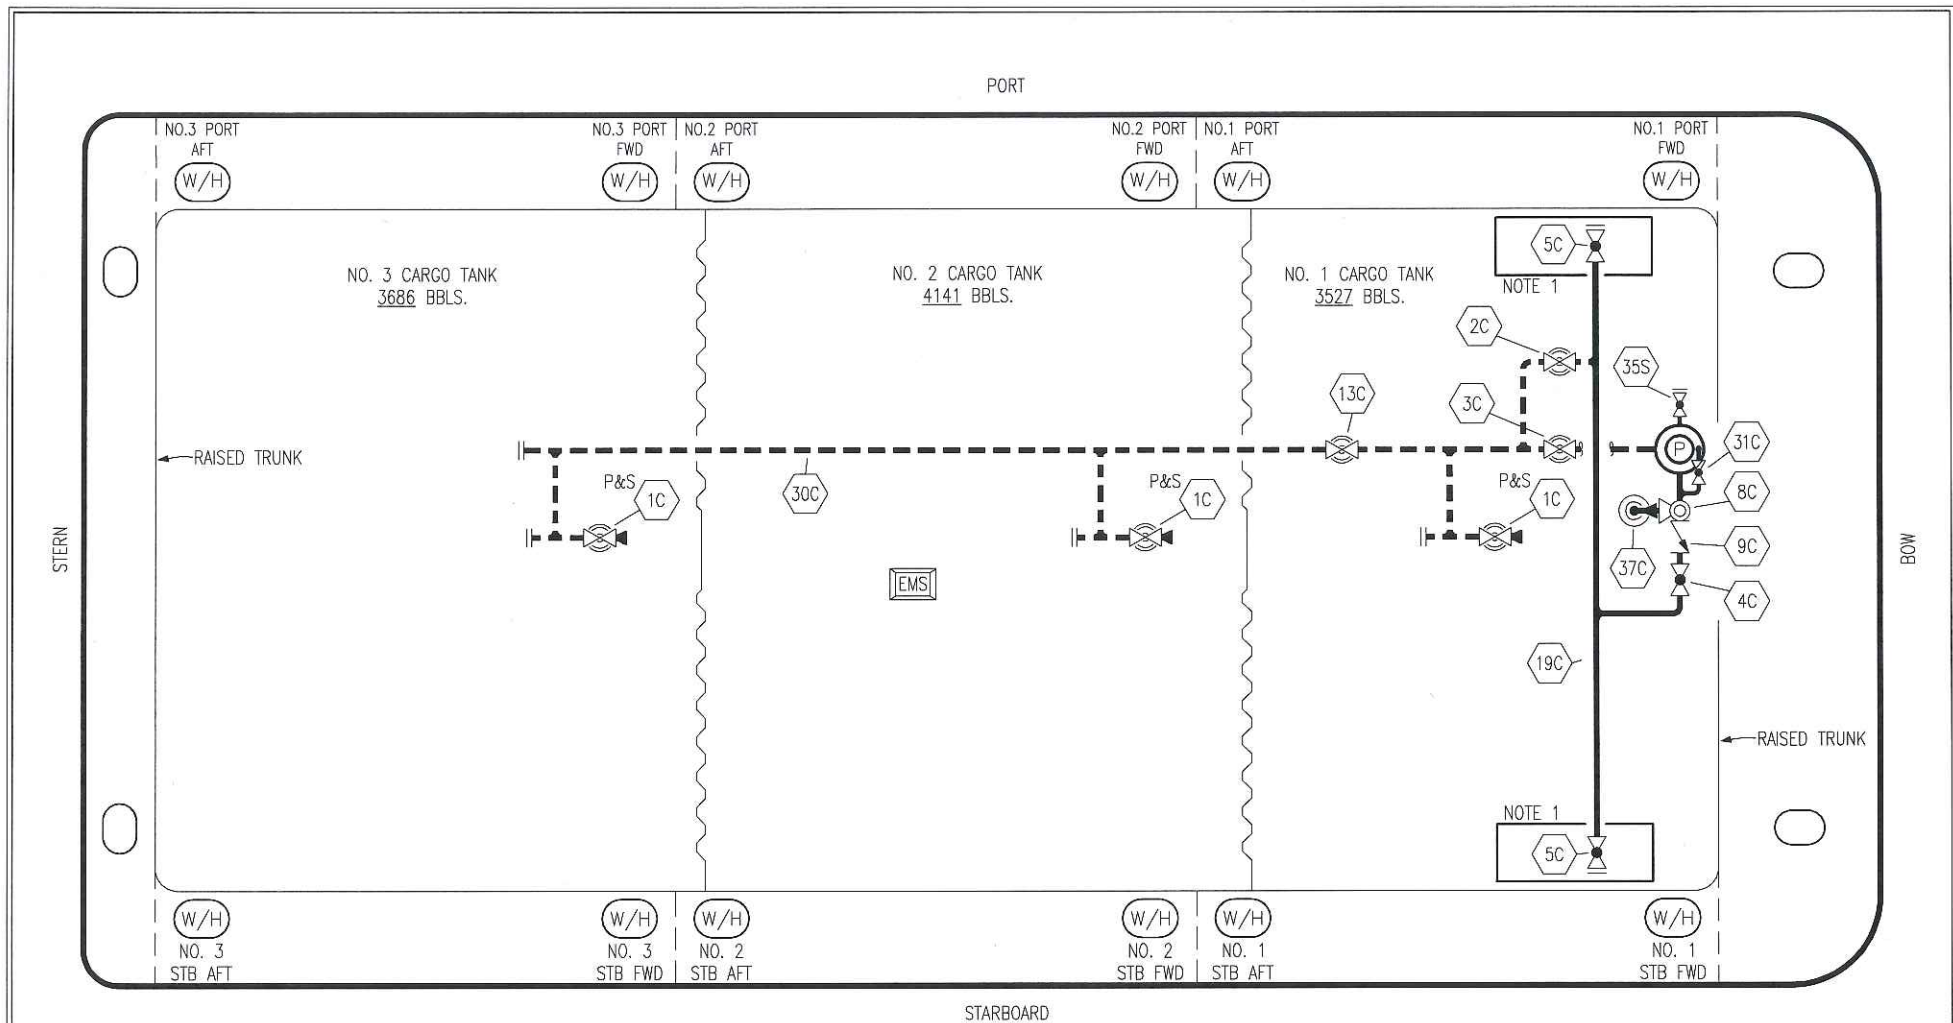 PORT
NO.3 PORT
AFT
W/H
NO.3 PORT
FWD
W/H
NO.2 PORT
AFT
W/H
NO.2 PORT
FWD
W/H
NO.1 PORT
AFT
W/H
NO.1 PORT
FWD
W/H
NO. 3 CARGO TANK
3686 BBLS.
NO. 2 CARGO TANK
4141 BBLS.
NO. 1 CARGO TANK
3527 BBLS.
5C
NOTE 1
2C
35S
13C
3C
P
31C
RAISED TRUNK
P&S
1C
30C
P&S
1C
P&S
1C
8C
9C
37C
4C
STERN
BOW
EMS
19C
RAISED TRUNK
NOTE 1
5C
W/H
NO. 3
STB AFT
W/H
NO. 3
STB FWD
W/H
NO. 2
STB AFT
W/H
NO. 2
STB FWD
W/H
NO. 1
STB AFT
W/H
NO. 1
STB FWD
STARBOARD